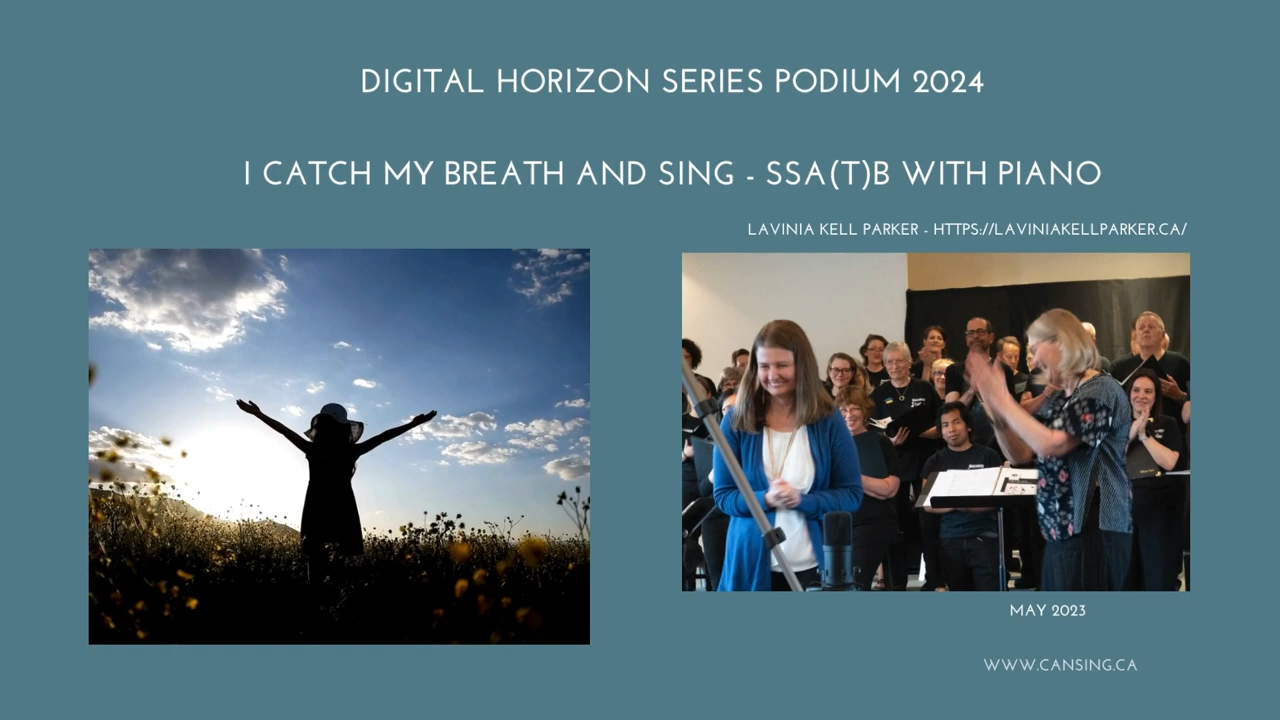 DIGITAL HORIZON SERIES PODIUM 2024
I CATCH MY BREATH AND SING - SSA(T)B WITH PIANO
LAVINIA KELL PARKER - HTTPS://LAVINIAKELLPARKER.CA/
MAY 2023
WWW.CANSING.CA